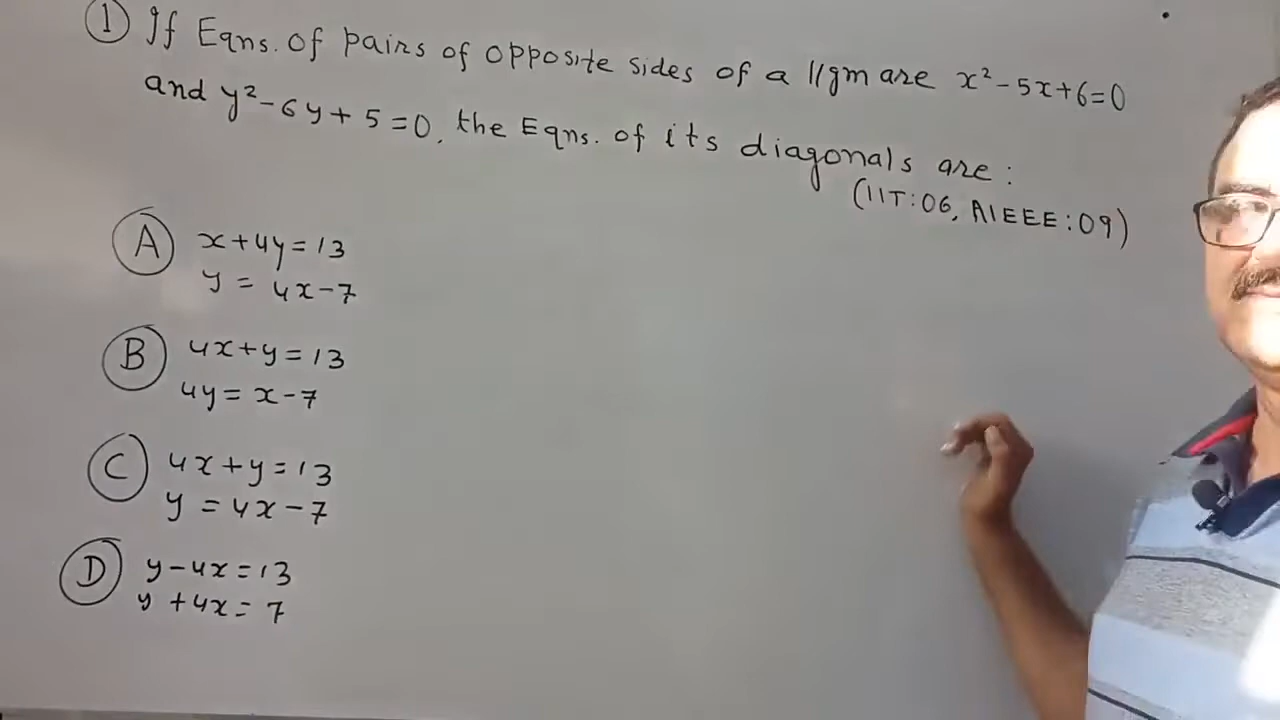 ① If Eqns. of pairs of opposite sides of a //gm are x²-5x+6=0
and y²-6y+5=0, the Eqns. of its diagonals are:
(IIT:06, AIEEE:09)
Ⓐ x+4y=13
y = 4x-7
Ⓑ 4x+y=13
4y=x-7
Ⓒ 4x+y=13
y = 4x-7
Ⓓ y-4x=13
y+4x=7